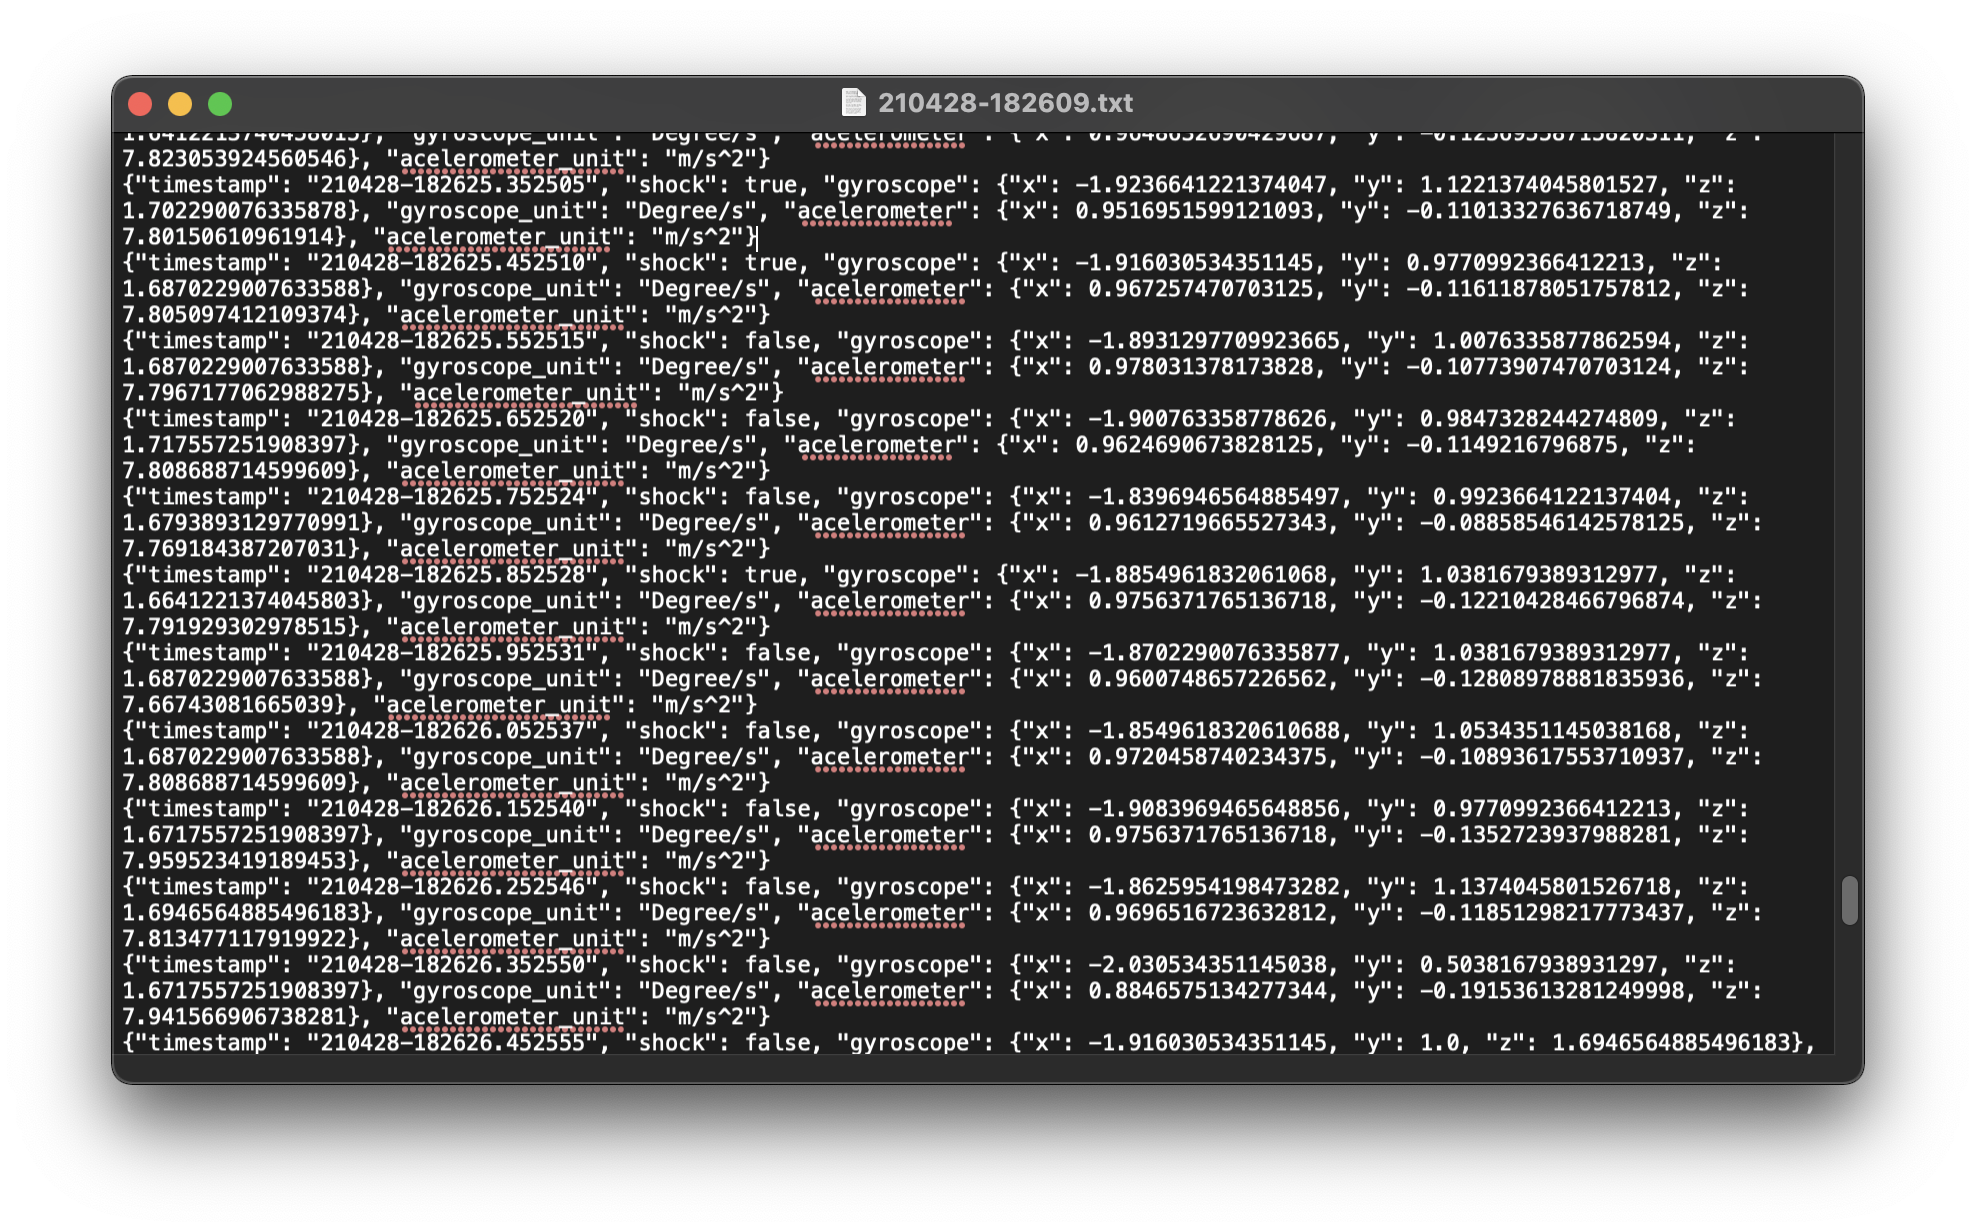 210428-182609.txt
"gyroscope_unit": "Degree/s", "acelerometer": {"x": "y": "z":
7.823053924560546}, "acelerometer_unit": "m/s^2"}
{"timestamp": "210428-182625.352505", "shock": true, "gyroscope": {"x": -1.9236641221374047, "y": 1.1221374045801527, "z":
1.702290076335878}, "gyroscope_unit": "Degree/s", "acelerometer": {"x": 0.9516951599121093, "y": -0.11013327636718749, "z":
7.80150610961914}, "acelerometer_unit": "m/s^2"}
{"timestamp": "210428-182625.452510", "shock": true, "gyroscope": {"x": -1.916030534351145, "y": 0.9770992366412213, "z":
1.6870229007633588}, "gyroscope_unit": "Degree/s", "acelerometer": {"x": 0.967257470703125, "y": -0.11611878051757812, "z":
7.805097412109374}, "acelerometer_unit": "m/s^2"}
{"timestamp": "210428-182625.552515", "shock": false, "gyroscope": {"x": -1.8931297709923665, "y": 1.0076335877862594, "z":
1.6870229007633588}, "gyroscope_unit": "Degree/s", "acelerometer": {"x": 0.978031378173828, "y": -0.10773907470703124, "z":
7.7967177062988275}, "acelerometer_unit": "m/s^2"}
{"timestamp": "210428-182625.652520", "shock": false, "gyroscope": {"x": -1.900763358778626, "y": 0.9847328244274809, "z":
1.7175572519083397}, "gyroscope_unit": "Degree/s", "acelerometer": {"x": 0.9624690673828125, "y": -0.1149216796875, "z":
7.808688714599609}, "acelerometer_unit": "m/s^2"}
{"timestamp": "210428-182625.752524", "shock": false, "gyroscope": {"x": -1.8396946564885497, "y": 0.9923664122137404, "z":
1.6793893129770991}, "gyroscope_unit": "Degree/s", "acelerometer": {"x": 0.9612719665527343, "y": -0.08858546142578125, "z":
7.769184387207031}, "acelerometer_unit": "m/s^2"}
{"timestamp": "210428-182625.852528", "shock": true, "gyroscope": {"x": -1.8854961832061068, "y": 1.0381679389312977, "z":
1.6641221374045803}, "gyroscope_unit": "Degree/s", "acelerometer": {"x": 0.9756371765136718, "y": -0.12210428466796874, "z":
7.791929302978515}, "acelerometer_unit": "m/s^2"}
{"timestamp": "210428-182625.952531", "shock": false, "gyroscope": {"x": -1.8702290076335877, "y": 1.0381679389312977, "z":
1.6870229007633588}, "gyroscope_unit": "Degree/s", "acelerometer": {"x": 0.9600748657226562, "y": -0.12808978881835936, "z":
7.66743081665039}, "acelerometer_unit": "m/s^2"}
{"timestamp": "210428-182626.052537", "shock": false, "gyroscope": {"x": -1.8549618320610688, "y": 1.0534351145038168, "z":
1.6870229007633588}, "gyroscope_unit": "Degree/s", "acelerometer": {"x": 0.9720458740234375, "y": -0.10893617553710937, "z":
7.808688714599609}, "acelerometer_unit": "m/s^2"}
{"timestamp": "210428-182626.152540", "shock": false, "gyroscope": {"x": -1.9083969465648856, "y": 0.9770992366412213, "z":
1.6717557251908397}, "gyroscope_unit": "Degree/s", "acelerometer": {"x": 0.9756371765136718, "y": -0.1352723937988281, "z":
7.959523419189453}, "acelerometer_unit": "m/s^2"}
{"timestamp": "210428-182626.252546", "shock": false, "gyroscope": {"x": -1.8625954198473282, "y": 1.1374045801526718, "z":
1.6946564885496183}, "gyroscope_unit": "Degree/s", "acelerometer": {"x": 0.9696516723632812, "y": -0.11851298217773437, "z":
7.813477117919922}, "acelerometer_unit": "m/s^2"}
{"timestamp": "210428-182626.352550", "shock": false, "gyroscope": {"x": -2.030534351145038, "y": 0.5038167938931297, "z":
1.6717557251908397}, "gyroscope_unit": "Degree/s", "acelerometer": {"x": 0.8846575134277344, "y": -0.19153613281249998, "z":
7.941566906738281}, "acelerometer_unit": "m/s^2"}
{"timestamp": "210428-182626.452555", "shock": false, "gyroscope": {"x": -1.916030534351145, "y": 1.0, "z": 1.6946564885496183},